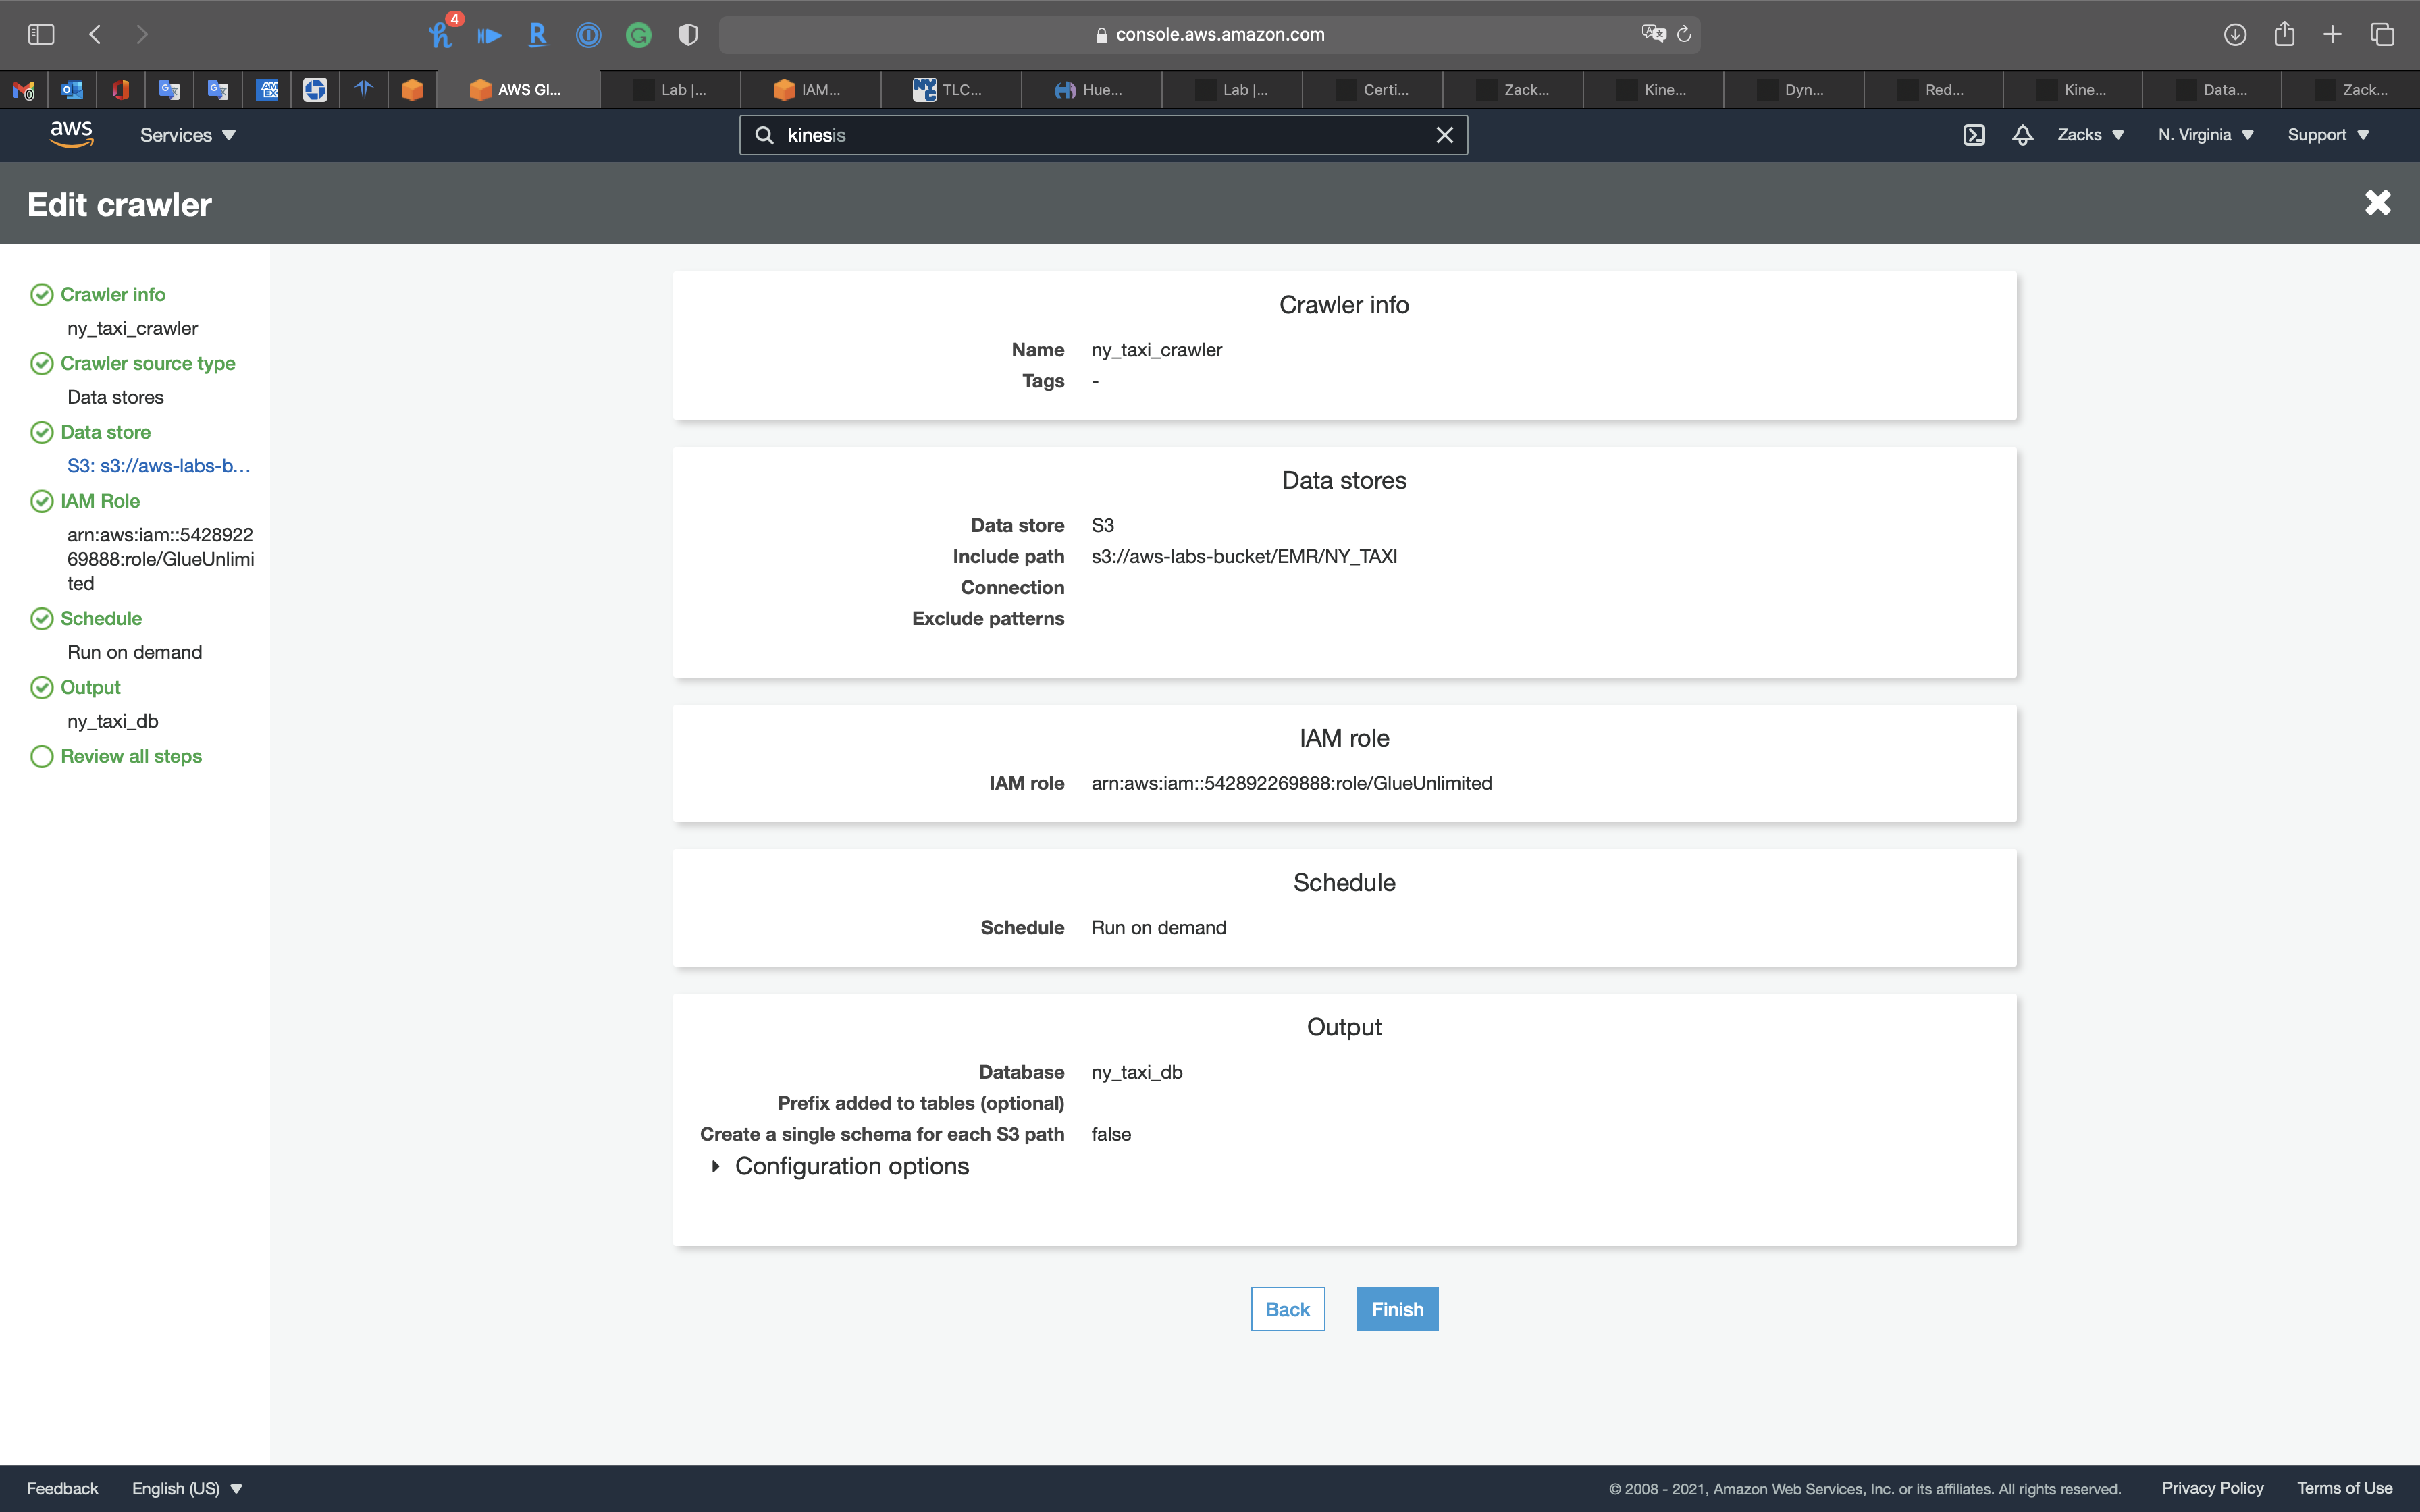 4
console.aws.amazon.com
AWS Gl...
Lab |...
IAM...
TLC...
Hue...
Lab |...
Certi...
Zack...
Kine...
Dyn...
Red...
Kine...
Data...
Zack...
aws
Services
kinesis
Zacks
N. Virginia
Support
Edit crawler
Crawler info
ny_taxi_crawler
Crawler source type
Data stores
Data store
S3: s3://aws-labs-b...
IAM Role
arn:aws:iam::5428922
69888:role/GlueUnlimi
ted
Schedule
Run on demand
Output
ny_taxi_db
Review all steps
Crawler info
Name ny_taxi_crawler
Tags -
Data stores
Data store S3
Include path s3://aws-labs-bucket/EMR/NY_TAXI
Connection
Exclude patterns
IAM role
IAM role arn:aws:iam::542892269888:role/GlueUnlimited
Schedule
Schedule Run on demand
Output
Database ny_taxi_db
Prefix added to tables (optional)
Create a single schema for each S3 path false
Configuration options
Back Finish
Feedback English (US) © 2008 - 2021, Amazon Web Services, Inc. or its affiliates. All rights reserved. Privacy Policy Terms of Use